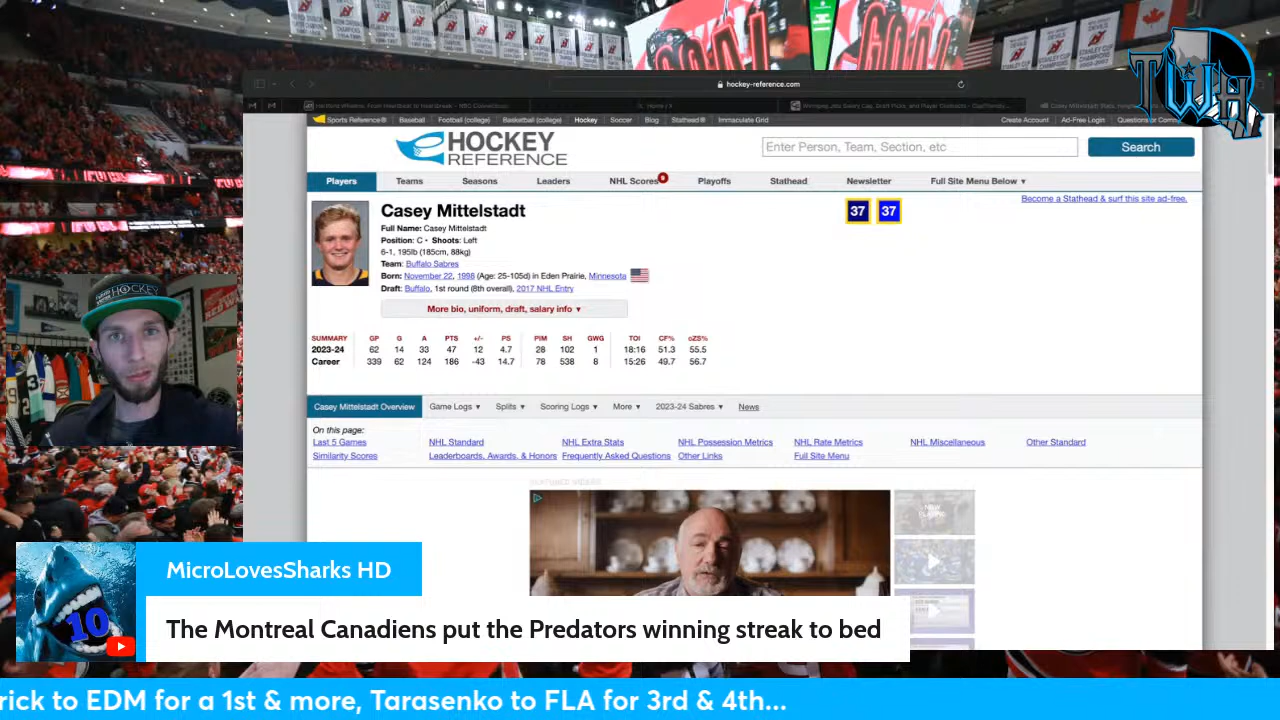 hockey-reference.com
Sports Reference® Baseball Football (college) Basketball (college) Hockey Soccer Blog Stathead® Immaculate Grid Create Account Ad-Free Login
HOCKEY
REFERENCE
Enter Person, Team, Section, etc
Search
Players Teams Seasons Leaders NHL Scores Playoffs Stathead Newsletter Full Site Menu Below ▼
Become a Stathead & surf this site ad-free.
Casey Mittelstadt
37 37
Full Name: Casey Mittelstadt
Position: C • Shoots: Left
6-1, 195lb (185cm, 88kg)
Team: Buffalo Sabres
Born: November 22, 1998 (Age: 25-105d) in Eden Prairie, Minnesota
Draft: Buffalo, 1st round (8th overall), 2017 NHL Entry
More bio, uniform, draft, salary info ▼
SUMMARY GP G A PTS +/- PS PIM SH GWG TOI CF% oZS%
2023-24 62 14 33 47 12 4.7 28 102 1 18:16 51.3 55.5
Career 339 62 124 186 -43 14.7 78 538 6 15:26 49.7 56.7
Casey Mittelstadt Overview Game Logs ▼ Splits ▼ Scoring Logs ▼ More ▼ 2023-24 Sabres ▼ News
On this page:
Last 5 Games NHL Standard NHL Extra Stats NHL Possession Metrics NHL Rate Metrics NHL Miscellaneous Other Standard
Similarity Scores Leaderboards, Awards, & Honors Frequently Asked Questions Other Links Full Site Menu
TWH
HOCKEY
10
MicroLovesSharks HD
The Montreal Canadiens put the Predators winning streak to bed
rick to EDM for a 1st & more, Tarasenko to FLA for 3rd & 4th...